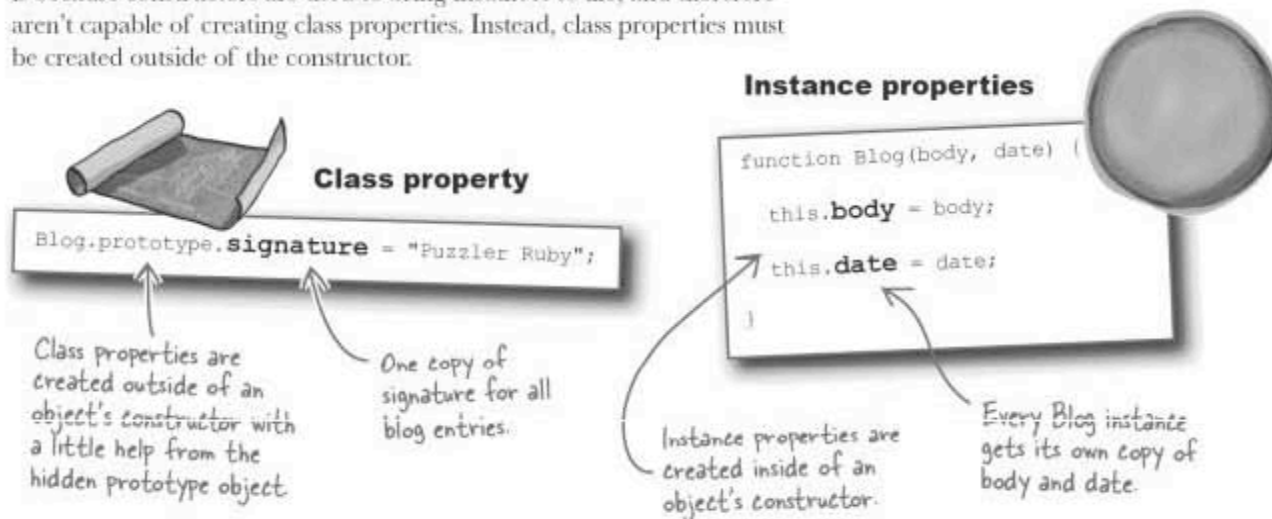 aren't capable of creating class properties. Instead, class properties must
be created outside of the constructor.
Class property
Blog.prototype.signature = "Puzzler Ruby";
Class properties are
created outside of an
object's constructor with
a little help from the
hidden prototype object
One copy of
signature for all
blog entries.
Instance properties
function Blog(body, date) {
this.body = body;
this.date = date;
}
Instance properties are
created inside of an
object's constructor.
Every Blog instance
gets its own copy of
body and date.